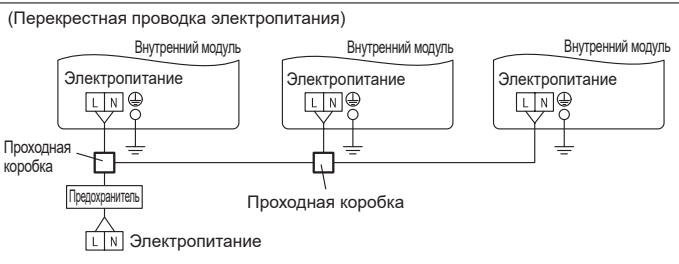 (Перекрестная проводка электропитания)
Внутренний модуль
Внутренний модуль
Внутренний модуль
Электропитание
Электропитание
Электропитание
L N
L N
L N
Проходная
коробка
Предохранитель
Проходная коробка
L N Электропитание